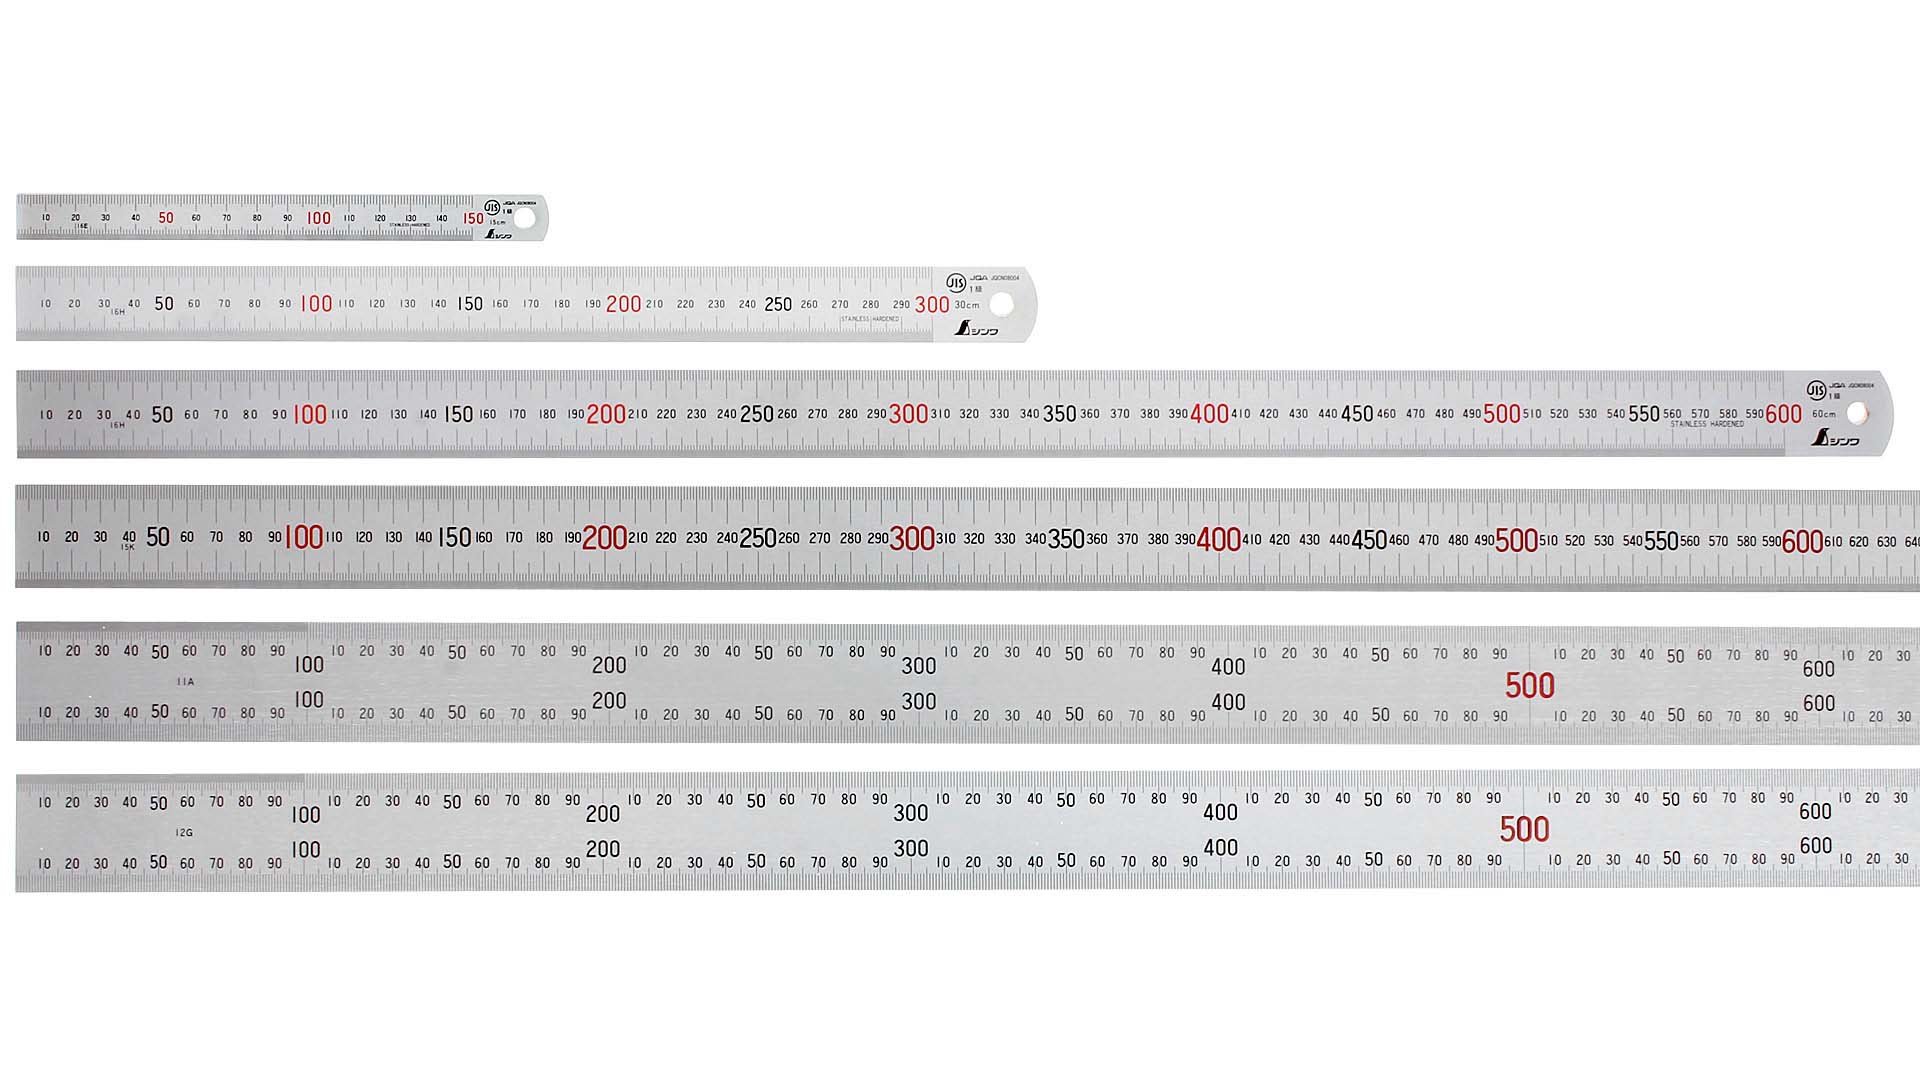 JIS JQA JQCN08004
1級
10 20 30 40 50 60 70 80 90 100 110 120 130 140 150 15cm
16E STAINLESS HARDENED
シンワ
JIS JQA JQCN08004
1級
10 20 30 40 50 60 70 80 90 100 110 120 130 140 150 160 170 180 190 200 210 220 230 240 250 260 270 280 290 300 30cm
16H STAINLESS HARDENED
シンワ
JIS JQA JQCN08004
1級
10 20 30 40 50 60 70 80 90 100 110 120 130 140 150 160 170 180 190 200 210 220 230 240 250 260 270 280 290 300 310 320 330 340 350 360 370 380 390 400 410 420 430 440 450 460 470 480 490 500 510 520 530 540 550 560 570 580 590 600 60cm
16H STAINLESS HARDENED
シンワ
10 20 30 40 50 60 70 80 90 100 110 120 130 140 150 160 170 180 190 200 210 220 230 240 250 260 270 280 290 300 310 320 330 340 350 360 370 380 390 400 410 420 430 440 450 460 470 480 490 500 510 520 530 540 550 560 570 580 590 600 610 620 630 640
15K
10 20 30 40 50 60 70 80 90 10 20 30 40 50 60 70 80 90 10 20 30 40 50 60 70 80 90 10 20 30 40 50 60 70 80 90 10 20 30 40 50 60 70 80 90 10 20 30 40 50 60 70 80 90 10 20 30
100 200 300 400 600
11A 500
100 200 300 400 600
10 20 30 40 50 60 70 80 90 10 20 30 40 50 60 70 80 90 10 20 30 40 50 60 70 80 90 10 20 30 40 50 60 70 80 90 10 20 30 40 50 60 70 80 90 10 20 30 40 50 60 70 80 90 10 20 30
10 20 30 40 50 60 70 80 90 10 20 30 40 50 60 70 80 90 10 20 30 40 50 60 70 80 90 10 20 30 40 50 60 70 80 90 10 20 30 40 50 60 70 80 90 10 20 30 40 50 60 70 80 90 10 20 30
100 200 300 400 600
12G 500
100 200 300 400 600
10 20 30 40 50 60 70 80 90 10 20 30 40 50 60 70 80 90 10 20 30 40 50 60 70 80 90 10 20 30 40 50 60 70 80 90 10 20 30 40 50 60 70 80 90 10 20 30 40 50 60 70 80 90 10 20 30